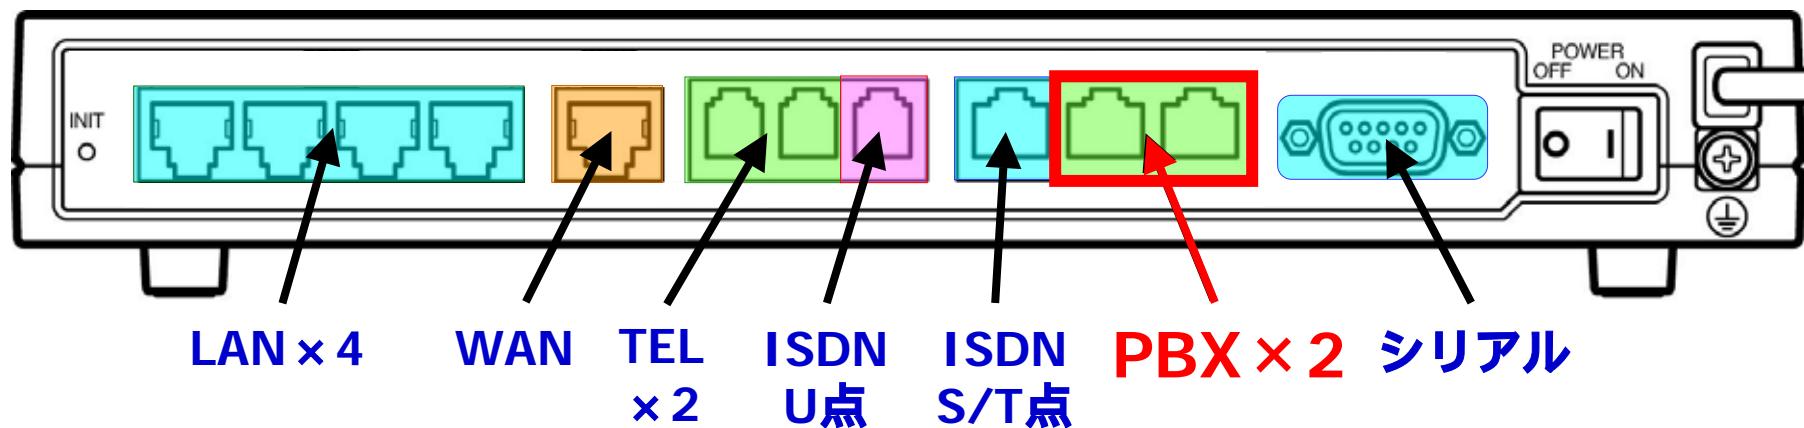 POWER
OFF ON
INIT
LAN×4
WAN
TEL
×2
ISDN
U点
ISDN
S/T点
PBX×2
シリアル